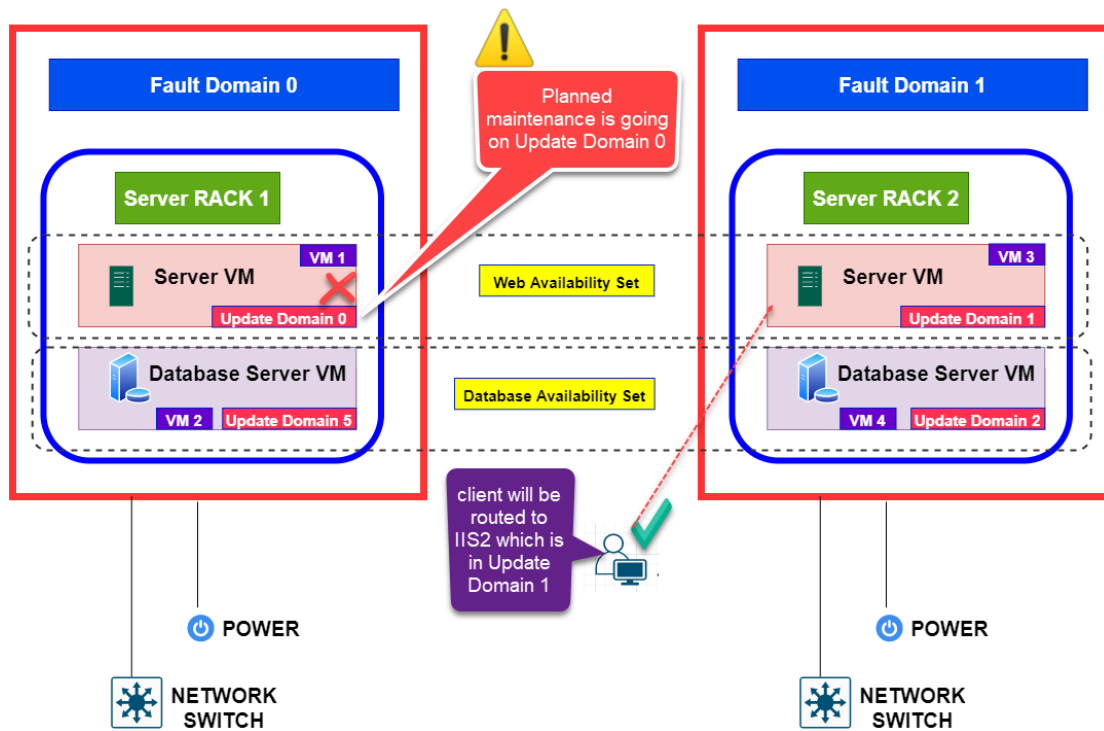 Fault Domain 0
Planned
maintenance is going
on Update Domain 0
Fault Domain 1
Server RACK 1
Server RACK 2
VM 1
Server VM
Update Domain 0
Web Availability Set
VM 3
Server VM
Update Domain 1
Database Server VM
VM 2
Update Domain 5
Database Availability Set
Database Server VM
VM 4
Update Domain 2
client will be
routed to
IIS2 which is
in Update
Domain 1
POWER
POWER
NETWORK
SWITCH
NETWORK
SWITCH